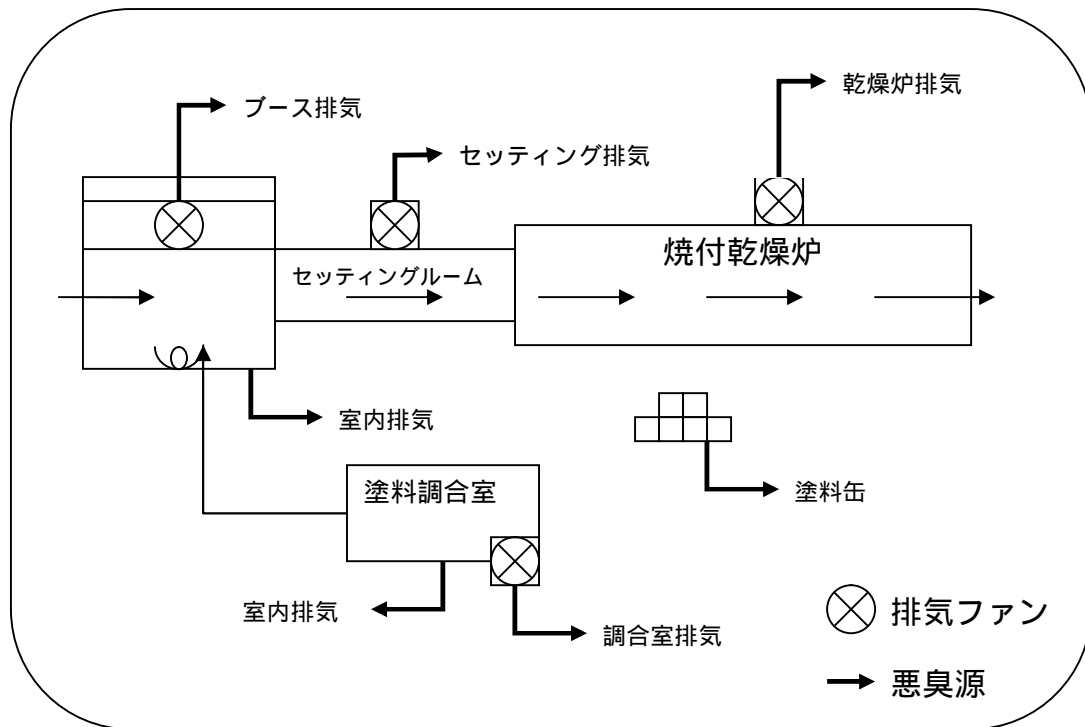 乾燥炉排気
ブース排気
セッティング排気
焼付乾燥炉
セッティングルーム
室内排気
塗料調合室
塗料缶
室内排気
調合室排気
排気ファン
悪臭源